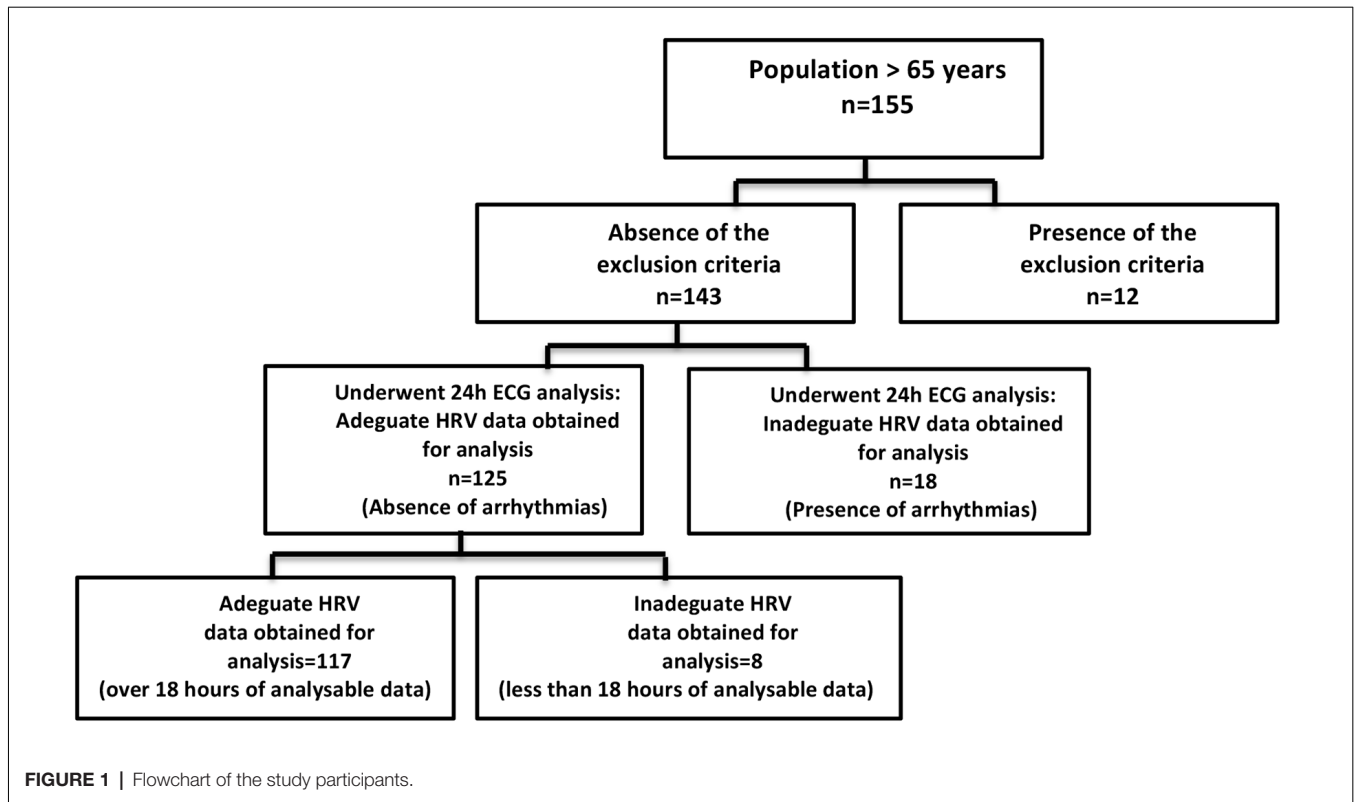 Population > 65 years
n=155
Absence of the
exclusion criteria
n=143
Presence of the
exclusion criteria
n=12
Underwent 24h ECG analysis:
Adeguate HRV data obtained
for analysis
n=125
(Absence of arrhythmias)
Underwent 24h ECG analysis:
Inadeguate HRV data obtained
for analysis
n=18
(Presence of arrhythmias)
Adeguate HRV
data obtained for
analysis=117
(over 18 hours of analysable data)
Inadeguate HRV
data obtained for
analysis=8
(less than 18 hours of analysable data)
FIGURE 1 | Flowchart of the study participants.